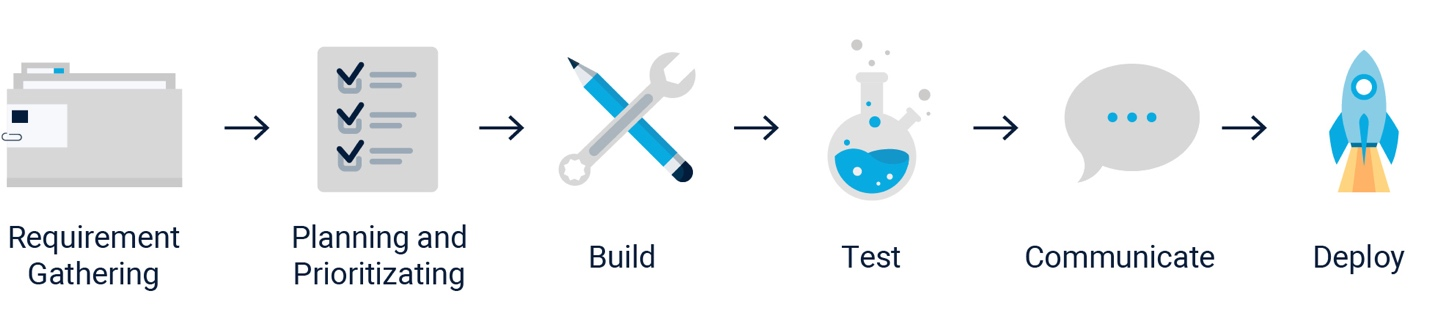 Requirement
Gathering
Planning and
Prioritizating
Build
Test
Communicate
Deploy